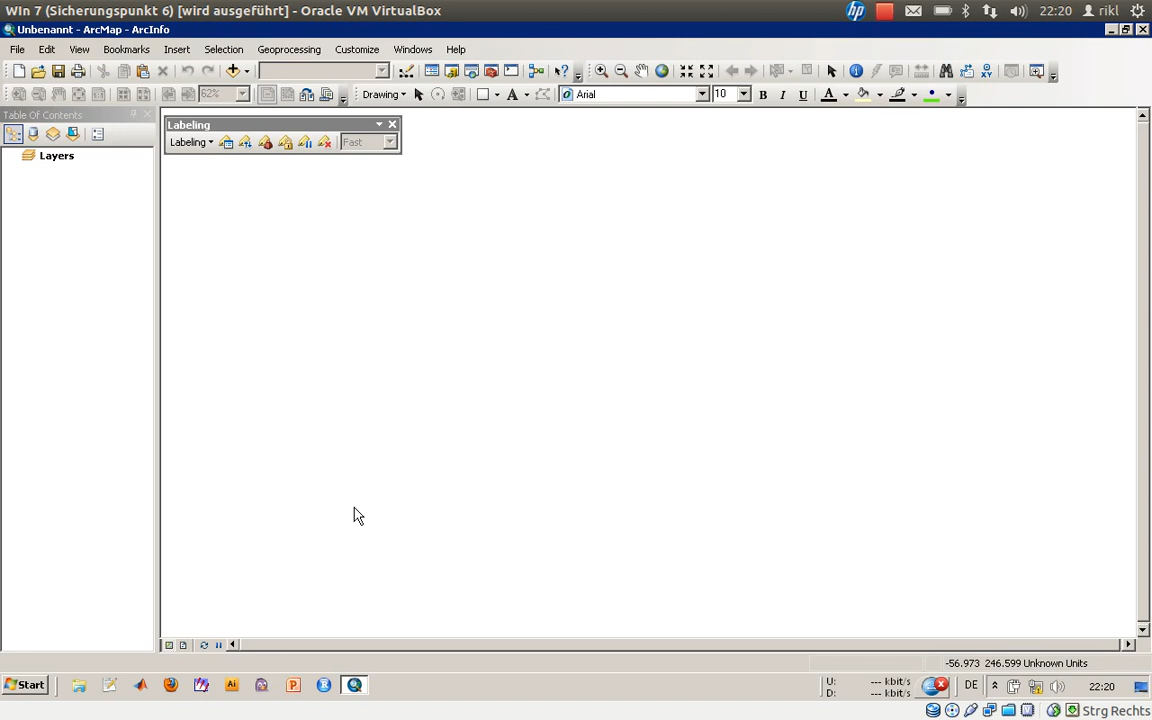 WIn 7 (Sicherungspunkt 6) [wird ausgeführt] - Oracle VM VirtualBox
22:20
rikl
Unbenannt - ArcMap - ArcInfo
File Edit View Bookmarks Insert Selection Geoprocessing Customize Windows Help
62% Drawing A Arial 10 B I U A
Table Of Contents
Labeling
Labeling Fast
Layers
-56.973 246.599 Unknown Units
Start
U: --- kbit/s
D: --- kbit/s
DE
22:20
Strg Rechts